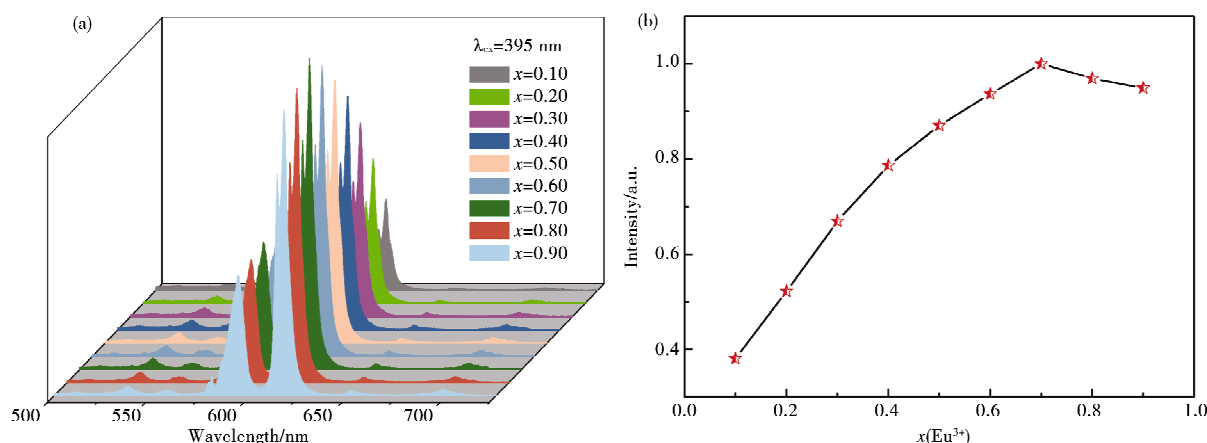 (a)
λex=395 nm
x=0.10
x=0.20
x=0.30
x=0.40
x=0.50
x=0.60
x=0.70
x=0.80
x=0.90
500 550 600 650 700
Wavelength/nm
(b)
Intensity/a.u.
1.0
0.8
0.6
0.4
0.0 0.2 0.4 0.6 0.8 1.0
x(Eu³⁺)